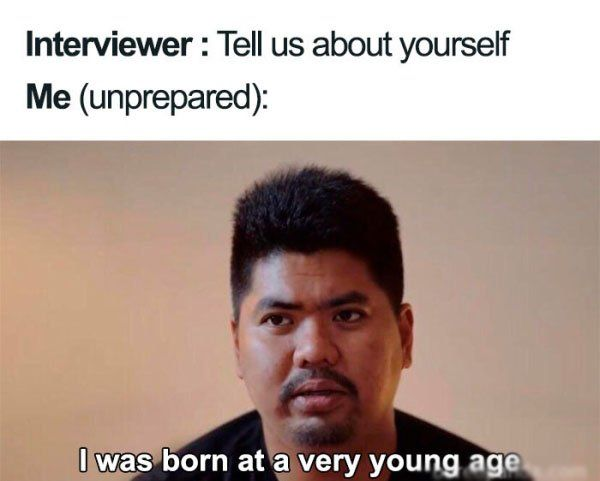 Interviewer : Tell us about yourself
Me (unprepared):
I was born at a very young age